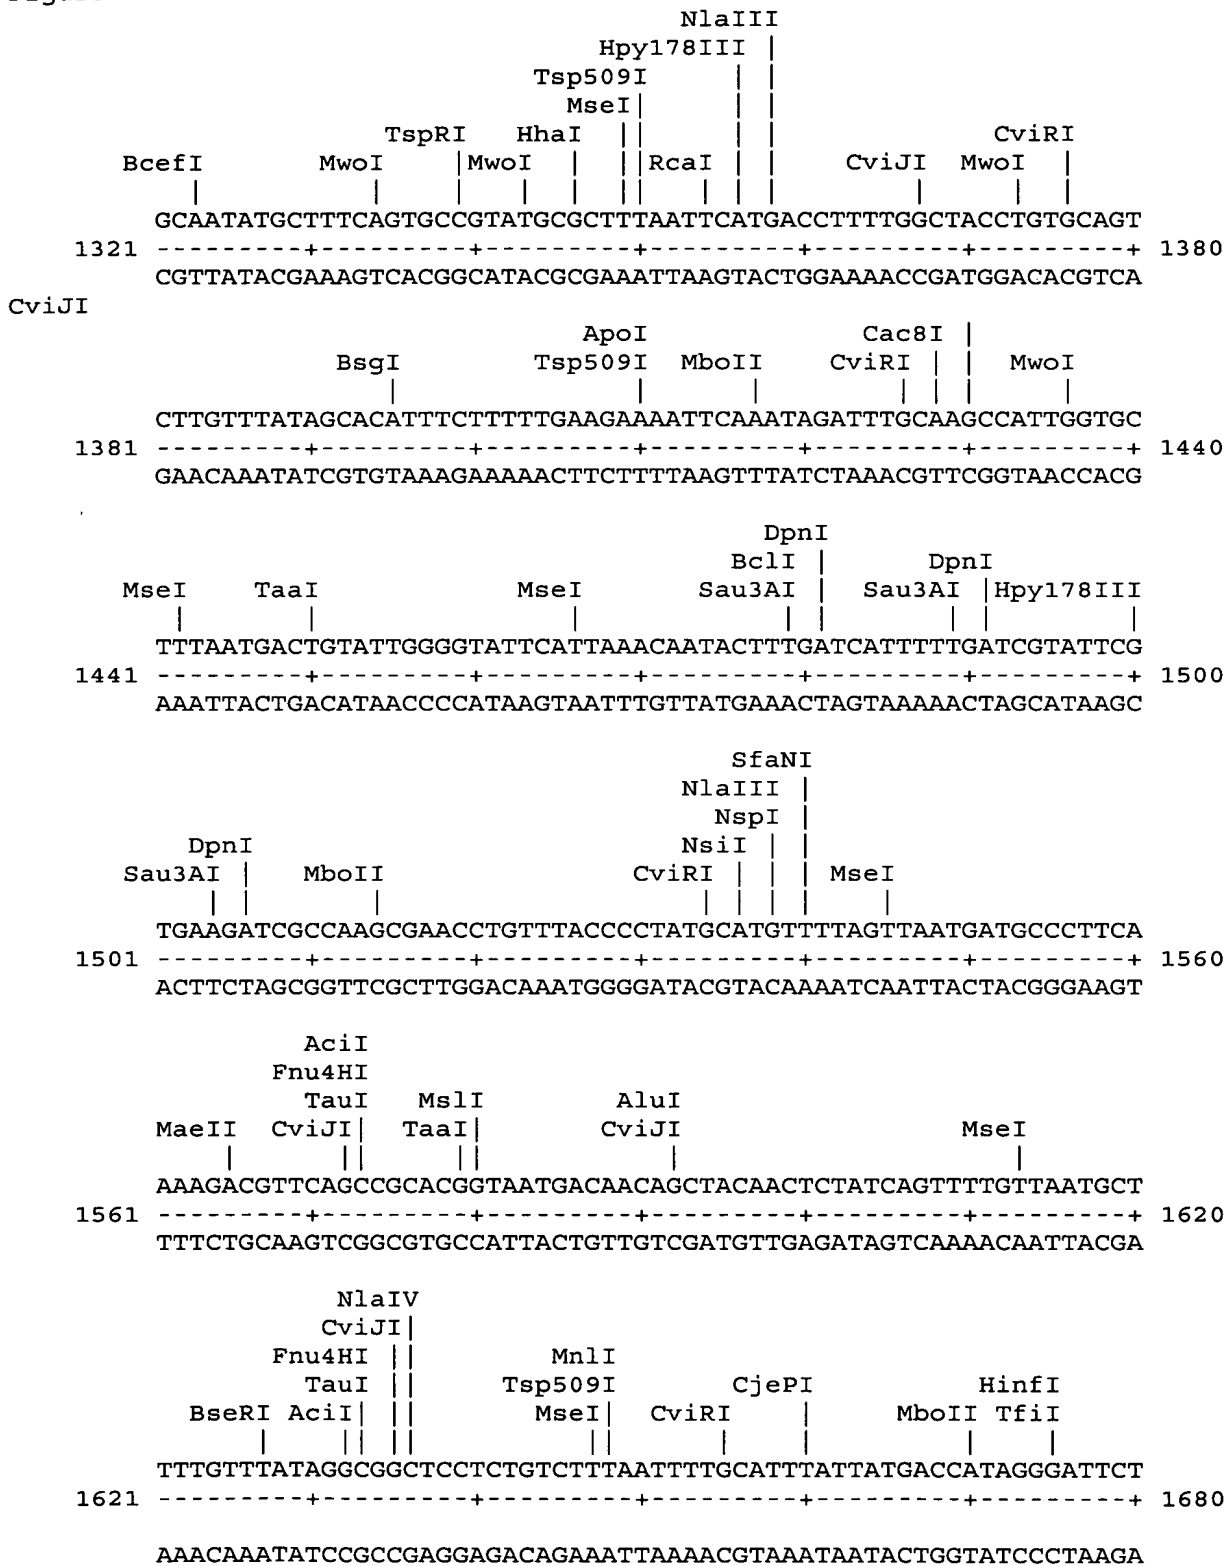 NlaIII
Hpy178III |
Tsp509I | |
MseI| | |
TspRI HhaI || | | CviRI
BcefI MwoI |MwoI | || RcaI | | CviJI MwoI |
| | | | | || | | | | | |
GCAATATGCTTTCAGTGCCGTATGCGCTTTTAATTCATGACCTTTTGGCTACCTGTGCAGT
1321 ---------+---------+---------+---------+---------+---------+ 1380
CGTTATACGAAAGTCACGGCATACGCGAAATTAAGTACTGGAAAACCGATGGACACGTCA
CviJI
ApoI Cac8I |
BsgI Tsp509I MboII CviRI | | MwoI
| | | | | | |
CTTGTTTATAGCACATTTCTTTTTGAAGAAAATTCAAATAGATTTGCAAGCCATTGGTGC
1381 ---------+---------+---------+---------+---------+---------+ 1440
GAACAAATATCGTGTAAAGAAAAACTTCTTTTAAGTTTATCTAAACGTTCGGTAACCACG
DpnI
BclI | DpnI
MseI TaaI MseI Sau3AI | Sau3AI |Hpy178III
| | | | | | | |
TTTAATGACTGTATTGGGGTATTCATTAAACAATACTTTGATCATTTTTGATCGTATTCG
1441 ---------+---------+---------+---------+---------+---------+ 1500
AAATTACTGACATAACCCCATAAGTAATTTGTTATGAAACTAGTAAAAACTAGCATAAGC
SfaNI
NlaIII |
NspI |
DpnI NsiI | |
Sau3AI | MboII CviRI | | | MseI
| | | | | | | |
TGAAGATCGCCAAGCGAACCTGTTTACCCCTATGCATGTTTTTAGTTAATGATGCCCTTCA
1501 ---------+---------+---------+---------+---------+---------+ 1560
ACTTCTAGCGGTTCGCTTGGACAAATGGGGATACGTACAAAATCAATTACTACGGGAAGT
AciI
Fnu4HI
TauI MslI AluI
MaeII CviJI| TaaI| CviJI MseI
| || || | |
AAAGACGTTCAGCCGCACGGTAATGACAACAGCTACAACTCTATCAGTTTTGTTAATGCT
1561 ---------+---------+---------+---------+---------+---------+ 1620
TTTCTGCAAGTCGGCGTGCCATTACTGTTGTCGATGTTGAGATAGTCAAAACAATTACGA
NlaIV
CviJI|
Fnu4HI || MnlI
TauI || Tsp509I CjePI HinfI
BseRI AciI| || MseI| CviRI | MboII TfiI
| || || || | | | |
TTTGTTTATAGGCGGCTCCTCTGTCTTTAATTTTGCATTTATTATGACCATAGGGATTCT
1621 ---------+---------+---------+---------+---------+---------+ 1680
AAACAAATATCCGCCGAGGAGACAGAAATTAAAACGTAAATAATACTGGTATCCCTAAGA